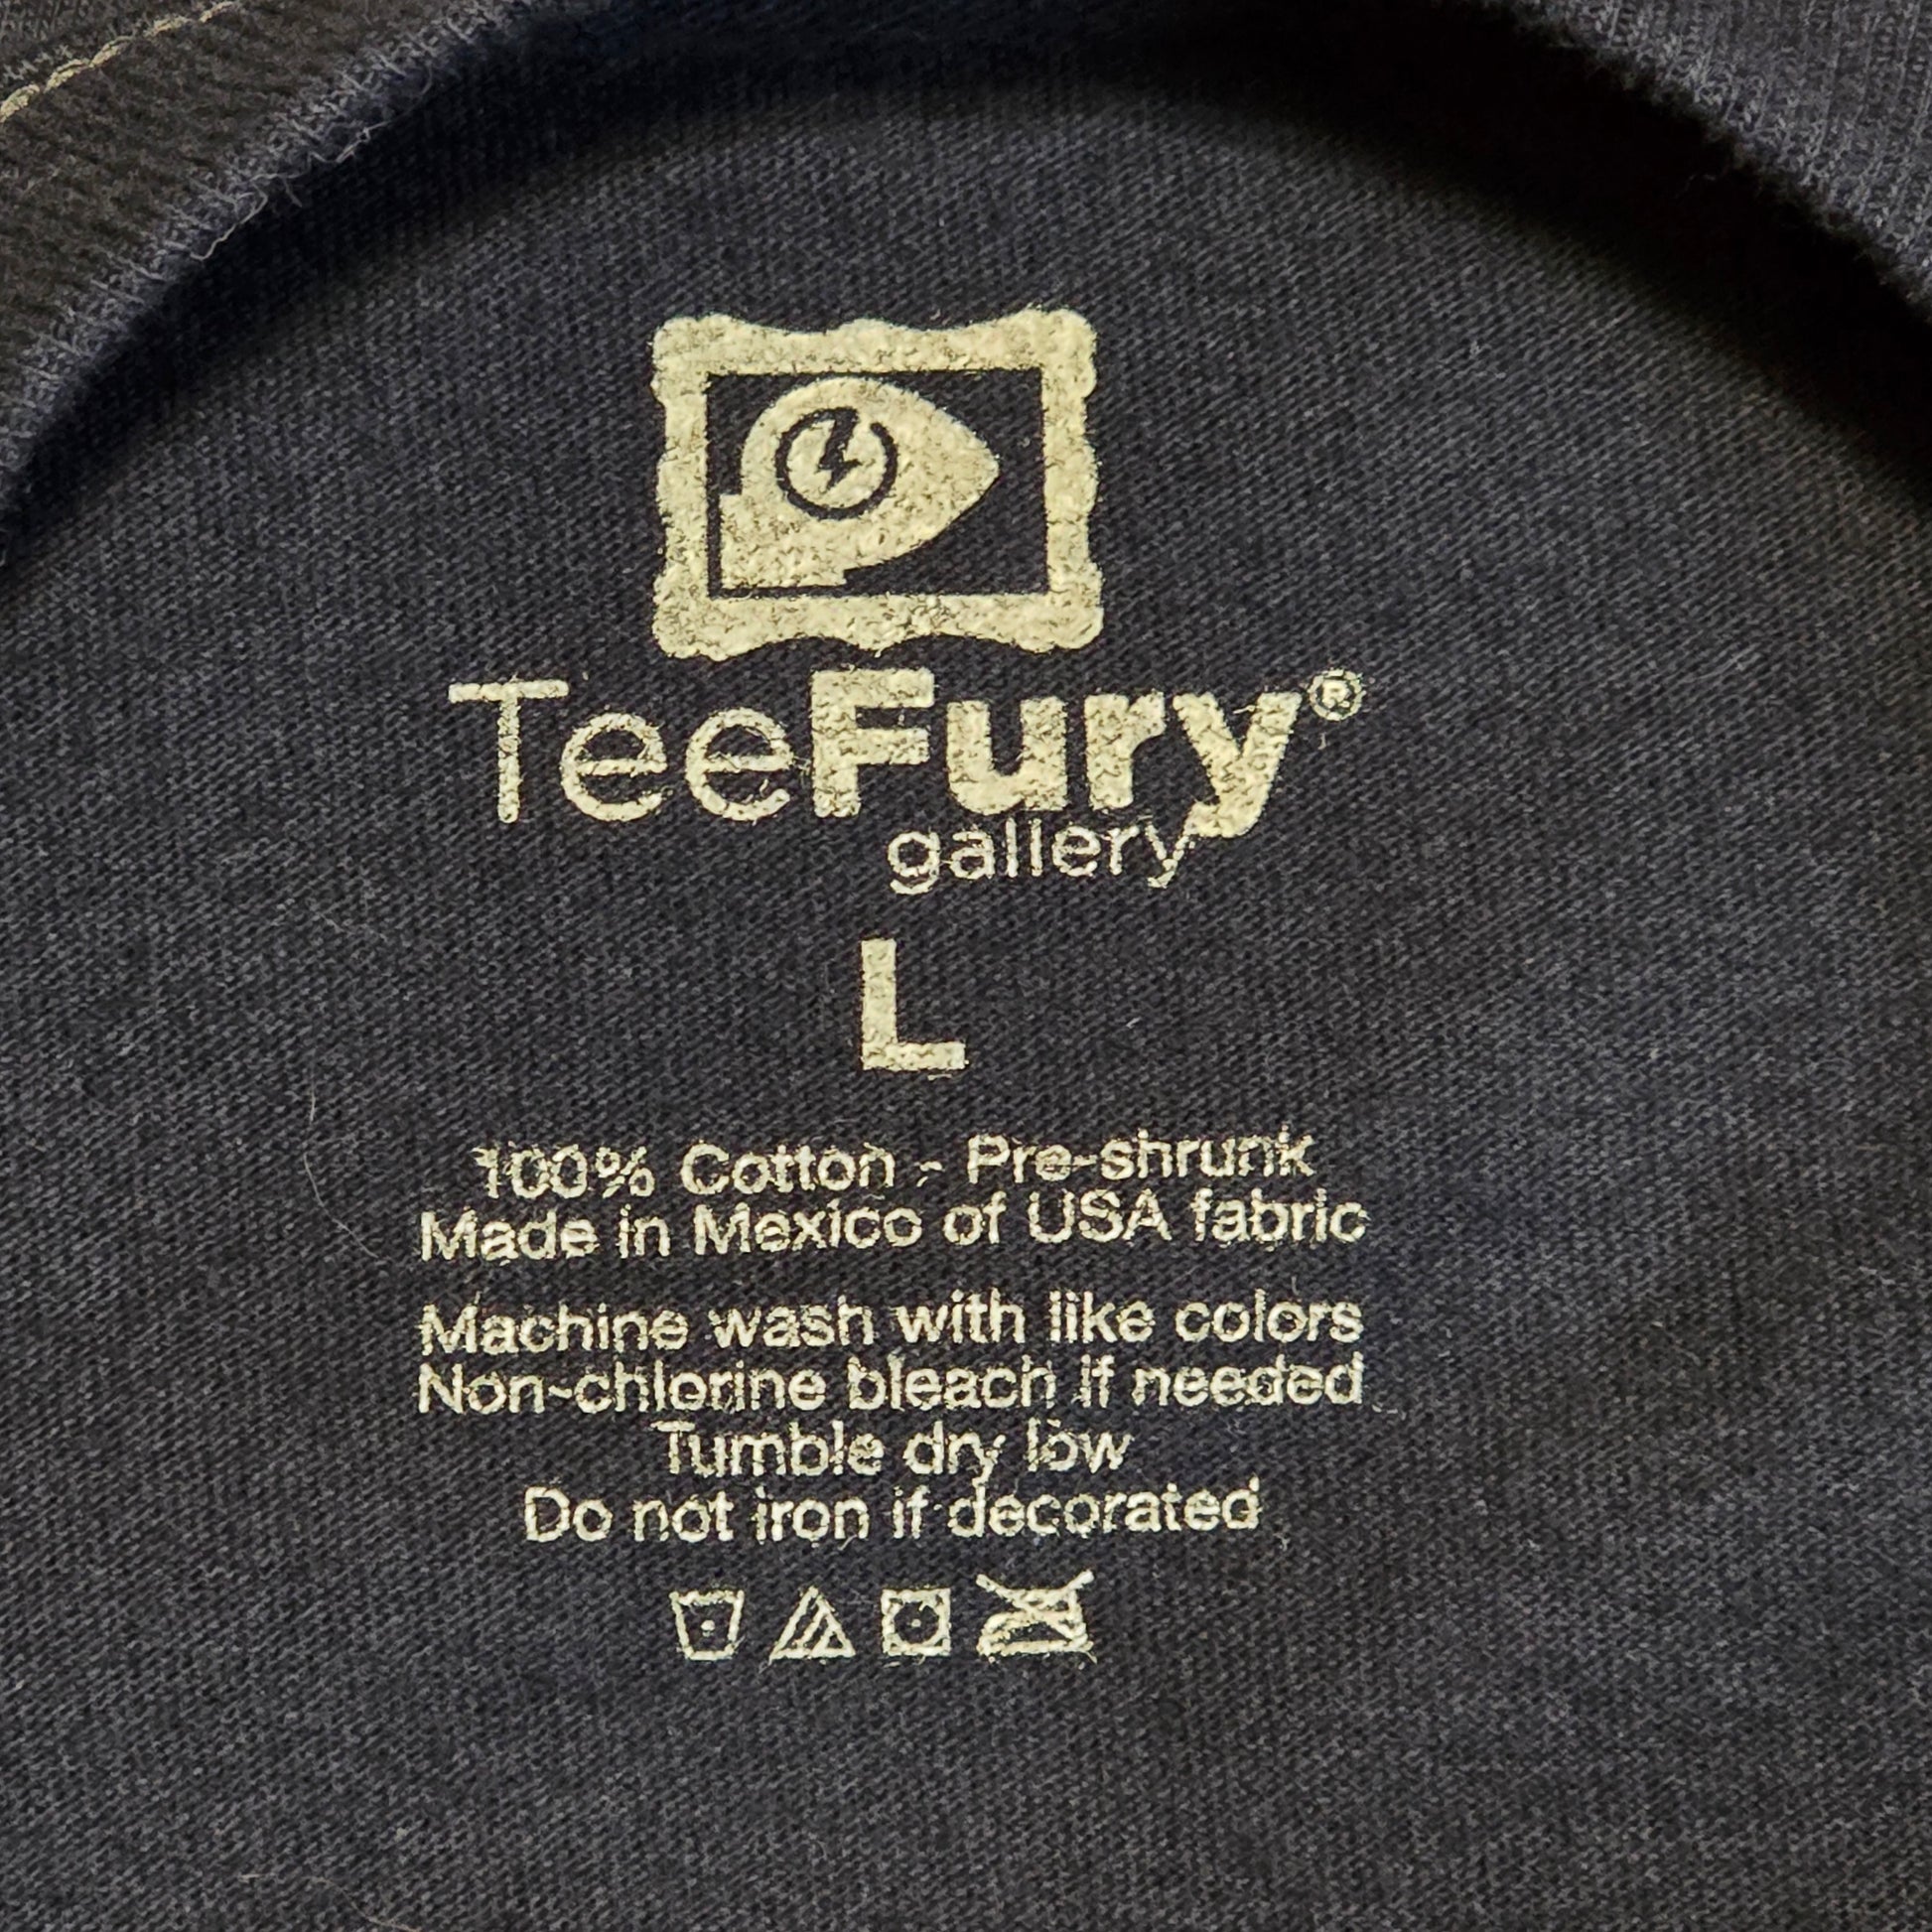 TeeFury®
gallery
L
100% Cotton - Pre-shrunk
Made in Mexico of USA fabric
Machine wash with like colors
Non-chlorine bleach if needed
Tumble dry low
Do not iron if decorated